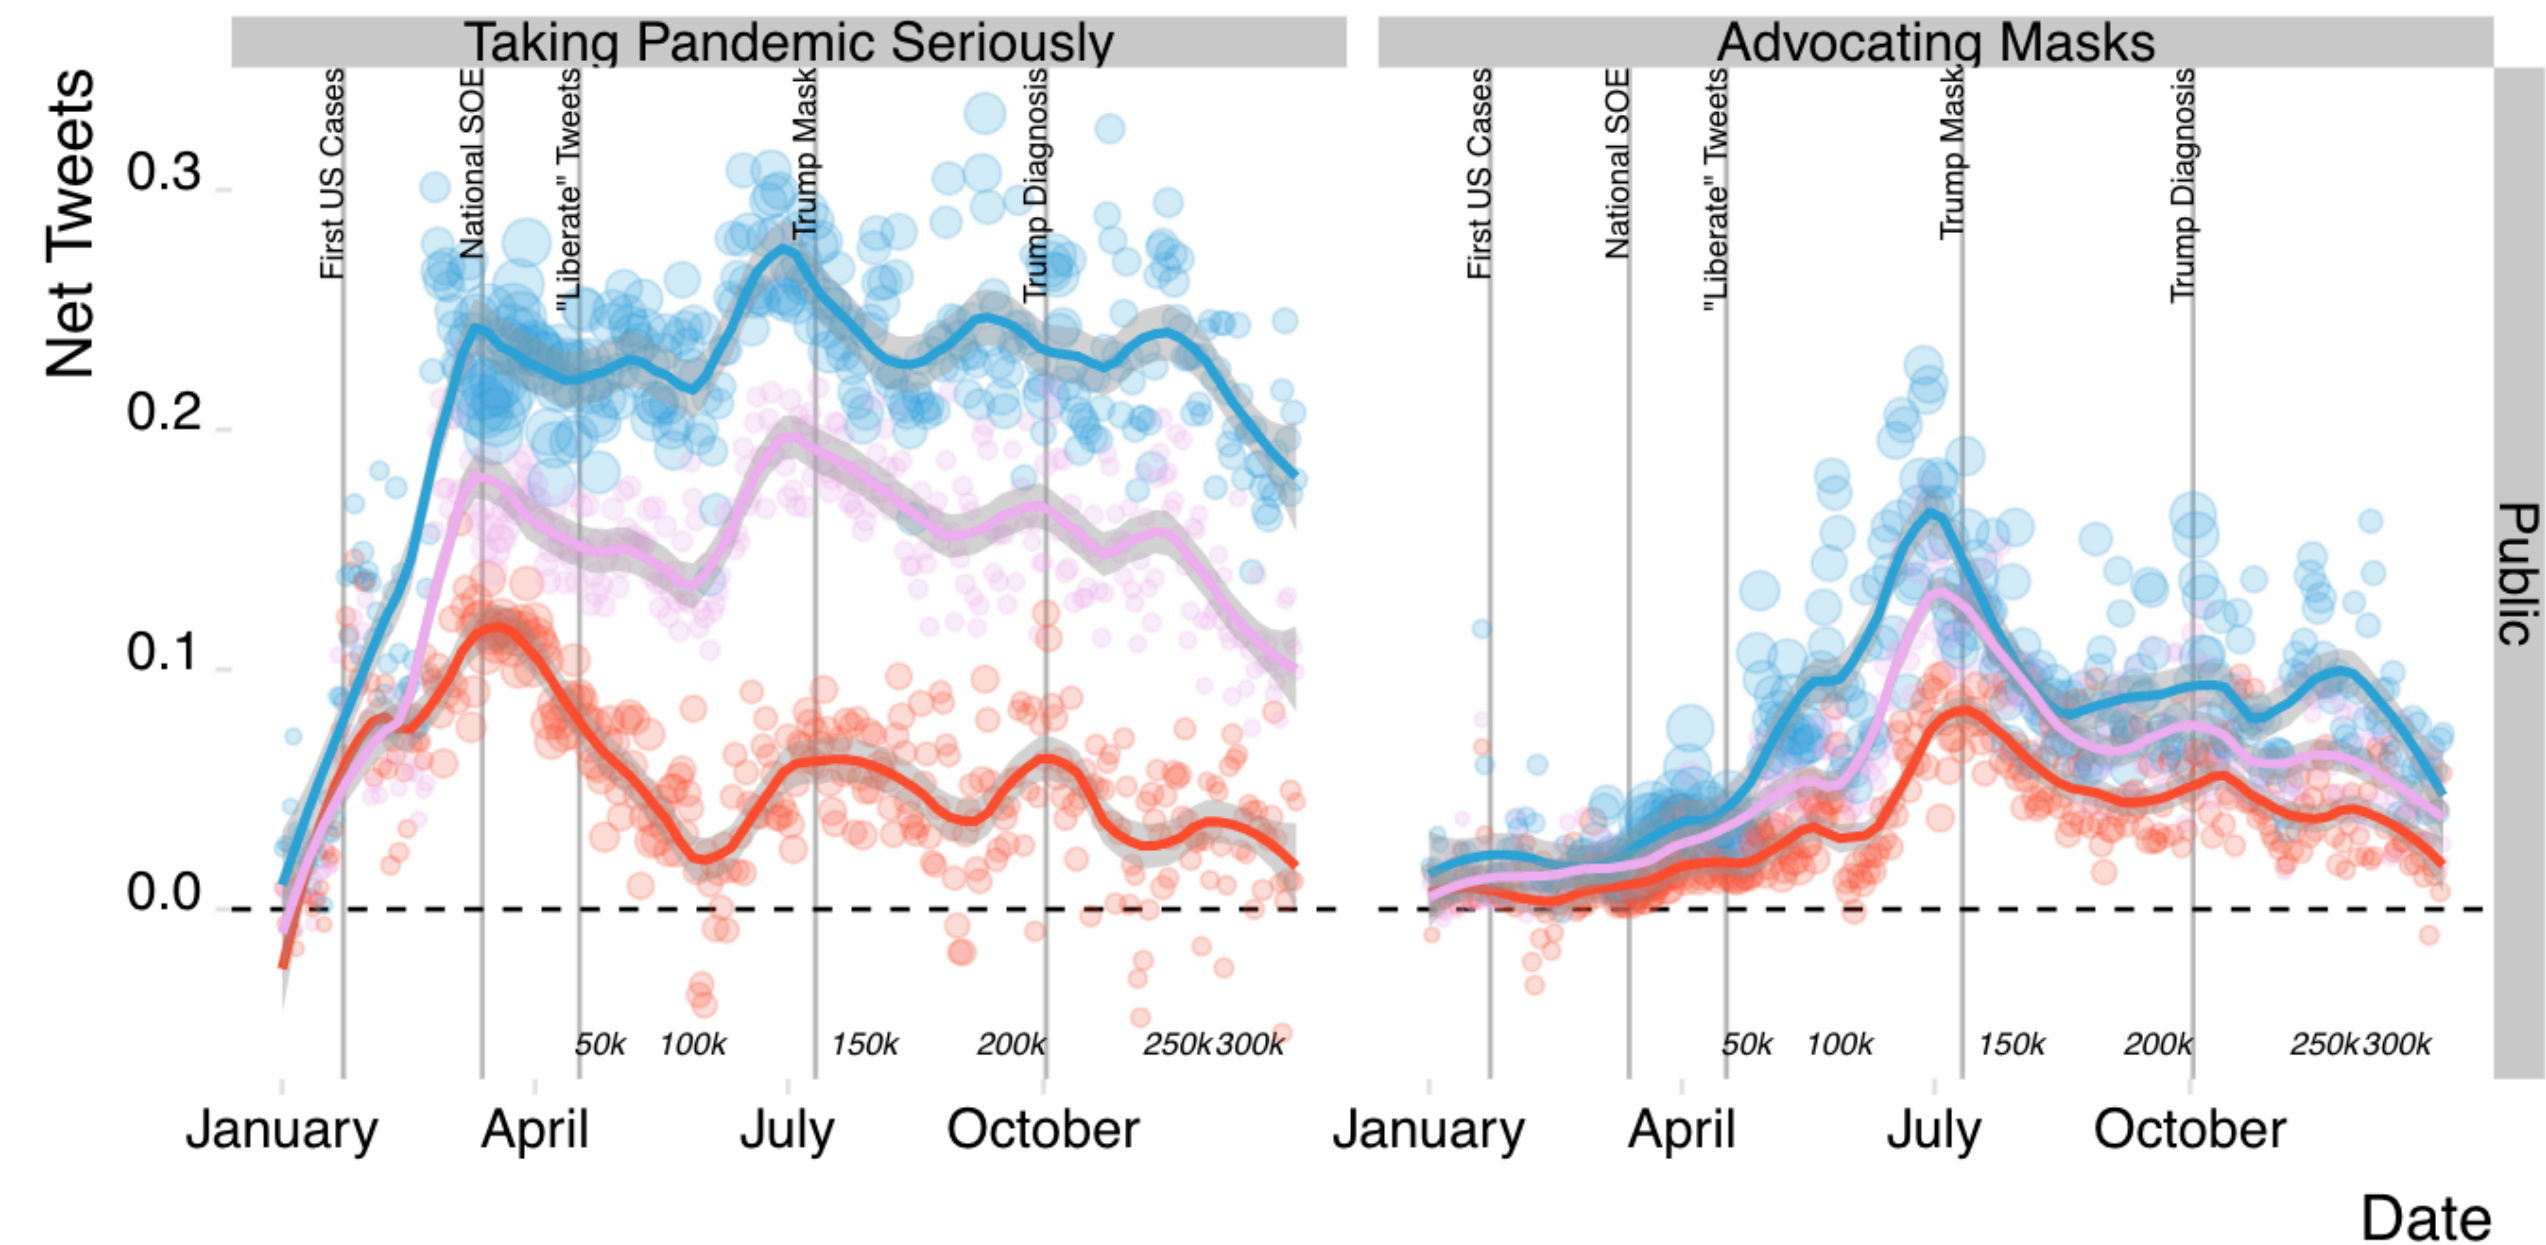 Taking Pandemic Seriously
Advocating Masks
Net Tweets
0.3
0.2
0.1
0.0
First US Cases
National SOE
"Liberate" Tweets
Trump Mask
Trump Diagnosis
50k 100k 150k 200k 250k 300k
January April July October
First US Cases
National SOE
"Liberate" Tweets
Trump Mask
Trump Diagnosis
50k 100k 150k 200k 250k 300k
January April July October
Public
Date